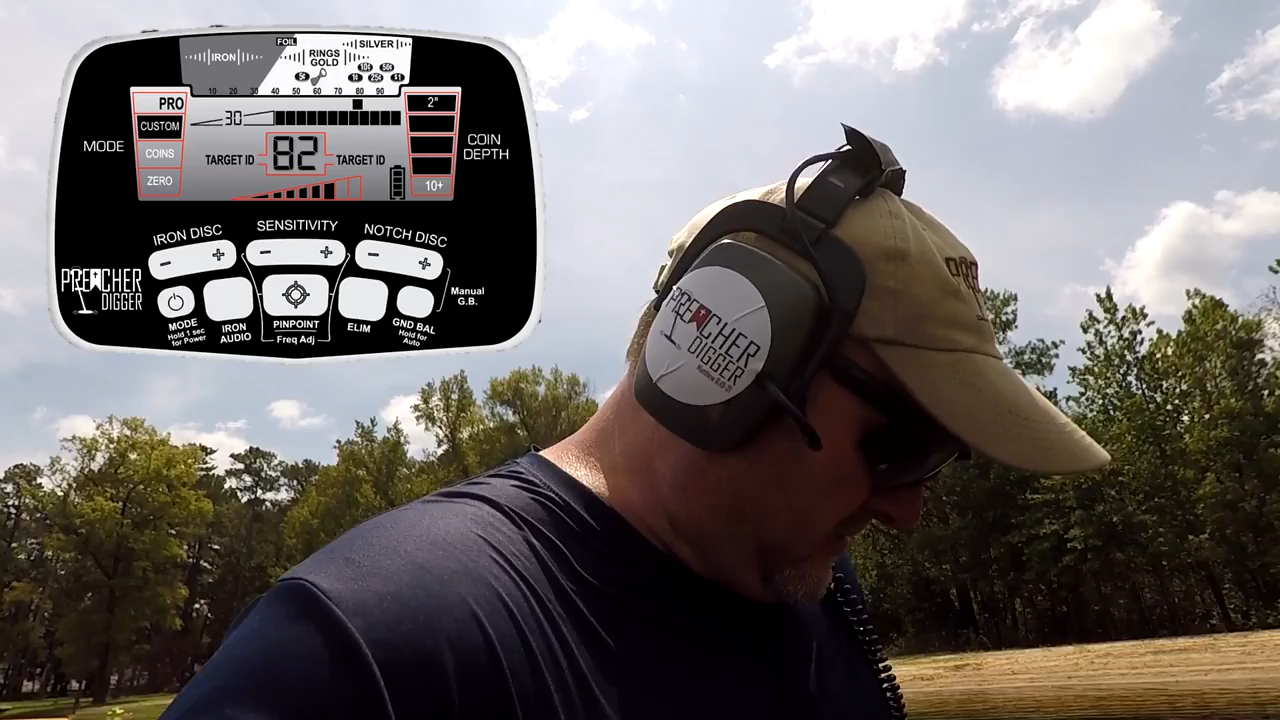 IRON
FOIL
RINGS
GOLD
SILVER
5¢
10¢ 50¢
1¢ 25¢ $1
10 20 30 40 50 60 70 80 90
MODE
PRO
CUSTOM
COINS
ZERO
30
TARGET ID 82 TARGET ID
2"
10+
COIN
DEPTH
IRON DISC
- +
SENSITIVITY
- +
NOTCH DISC
- +
PREACHER
DIGGER
MODE
Hold 1 sec
for Power
IRON
AUDIO
PINPOINT
Freq Adj
ELIM
GND BAL
Hold for
Auto
Manual
G.B.
PREACHER
DIGGER